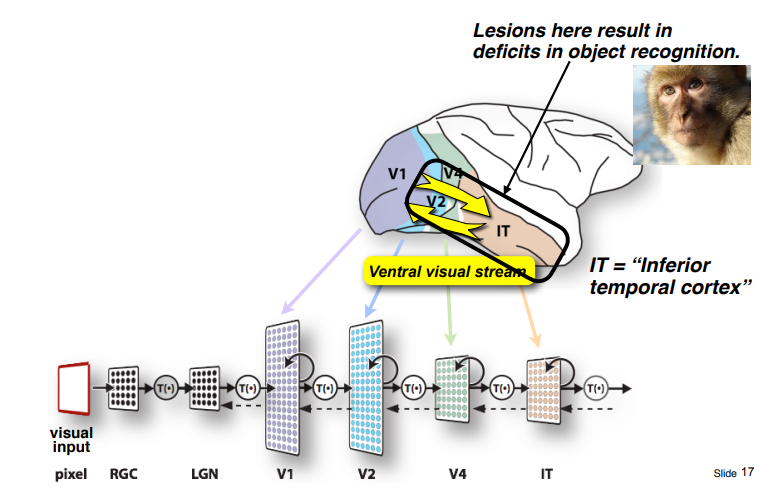 Lesions here result in
deficits in object recognition.
V1
V4
V2
IT
Ventral visual stream
IT = “Inferior
temporal cortex”
T(•) T(•) T(•) T(•) T(•) T(•)
visual
input
pixel RGC LGN V1 V2 V4 IT
Slide 17